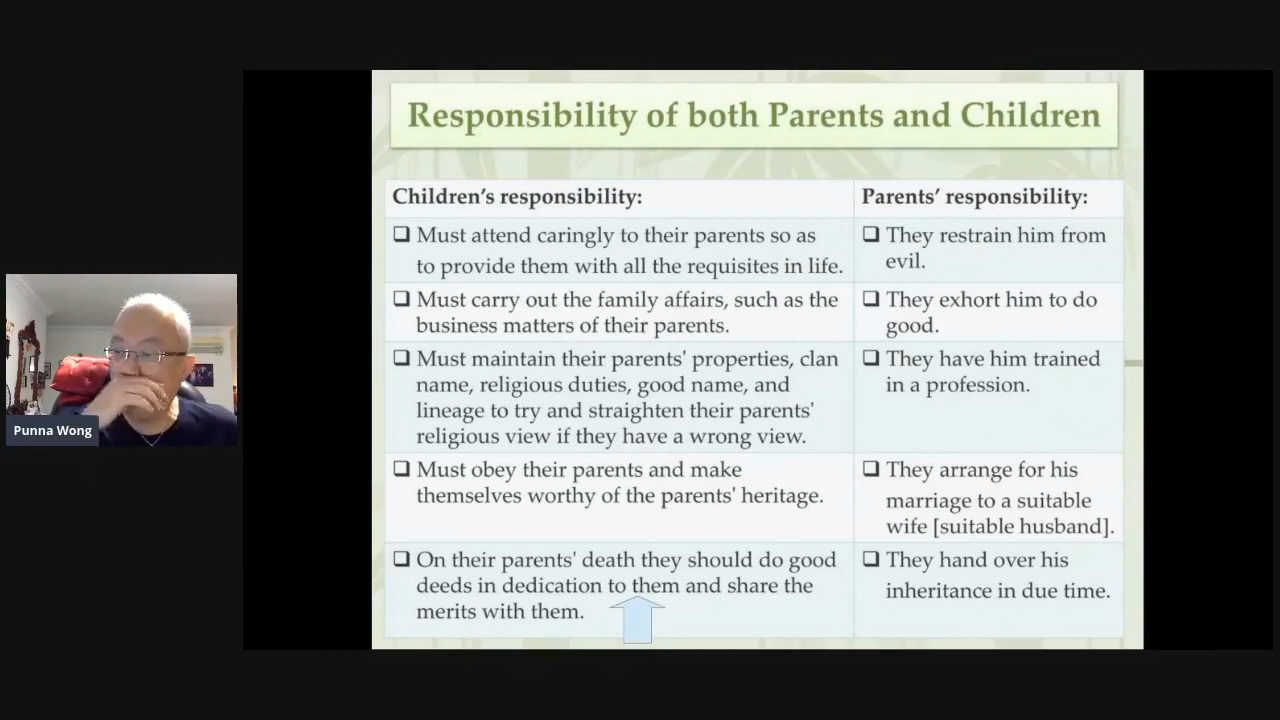 Responsibility of both Parents and Children
Children’s responsibility:
Parents’ responsibility:
❑ Must attend caringly to their parents so as
to provide them with all the requisites in life.
❑ They restrain him from
evil.
❑ Must carry out the family affairs, such as the
business matters of their parents.
❑ They exhort him to do
good.
❑ Must maintain their parents' properties, clan
name, religious duties, good name, and
lineage to try and straighten their parents'
religious view if they have a wrong view.
❑ They have him trained
in a profession.
❑ Must obey their parents and make
themselves worthy of the parents' heritage.
❑ They arrange for his
marriage to a suitable
wife [suitable husband].
❑ On their parents' death they should do good
deeds in dedication to them and share the
merits with them.
❑ They hand over his
inheritance in due time.
Punna Wong